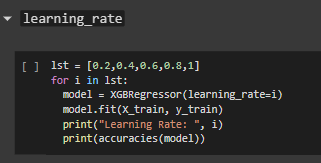 learning_rate
[ ] lst = [0.2,0.4,0.6,0.8,1]
for i in lst:
  model = XGBRegressor(learning_rate=i)
  model.fit(X_train, y_train)
  print("Learning Rate: ", i)
  print(accuracies(model))